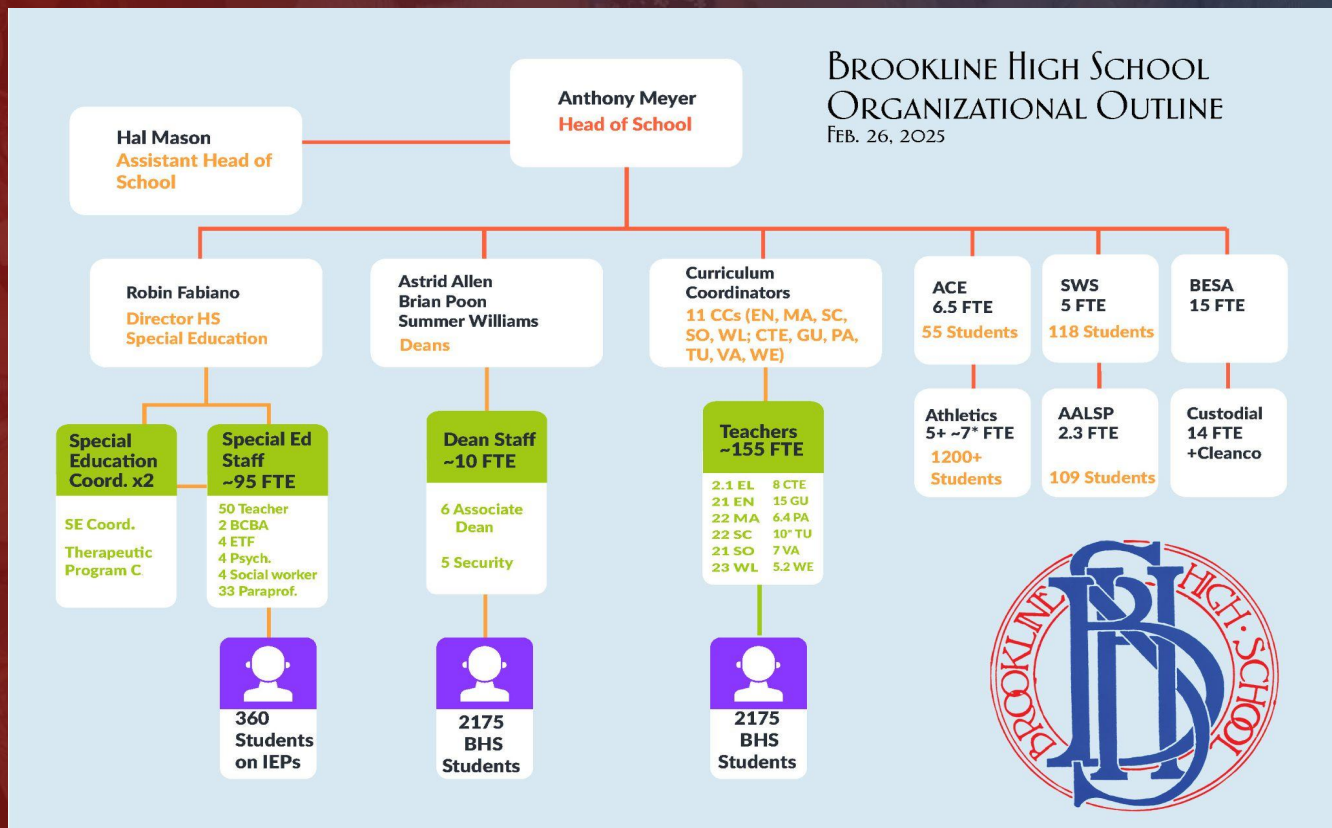 BROOKLINE HIGH SCHOOL
ORGANIZATIONAL OUTLINE
FEB. 26, 2025
Anthony Meyer
Head of School
Hal Mason
Assistant Head of
School
Robin Fabiano
Director HS
Special Education
Astrid Allen
Brian Poon
Summer Williams
Deans
Curriculum
Coordinators
11 CCs (EN, MA, SC,
SO, WL; CTE, GU, PA,
TU, VA, WE)
ACE
6.5 FTE
55 Students
SWS
5 FTE
118 Students
BESA
15 FTE
Athletics
5+ ~7* FTE
1200+
Students
AALSP
2.3 FTE
109 Students
Custodial
14 FTE
+Cleanco
Special
Education
Coord. x2
SE Coord.
Therapeutic
Program C
Special Ed
Staff
~95 FTE
50 Teacher
2 BCBA
4 ETF
4 Psych.
4 Social worker
33 Paraprof.
Dean Staff
~10 FTE
6 Associate
Dean
5 Security
Teachers
~155 FTE
2.1 EL 8 CTE
21 EN 15 GU
22 MA 6.4 PA
22 SC 10* TU
21 SO 7 VA
23 WL 5.2 WE
360
Students
on IEPs
2175
BHS
Students
2175
BHS
Students
BROOKLINE HIGH · SCHOOL
BHS